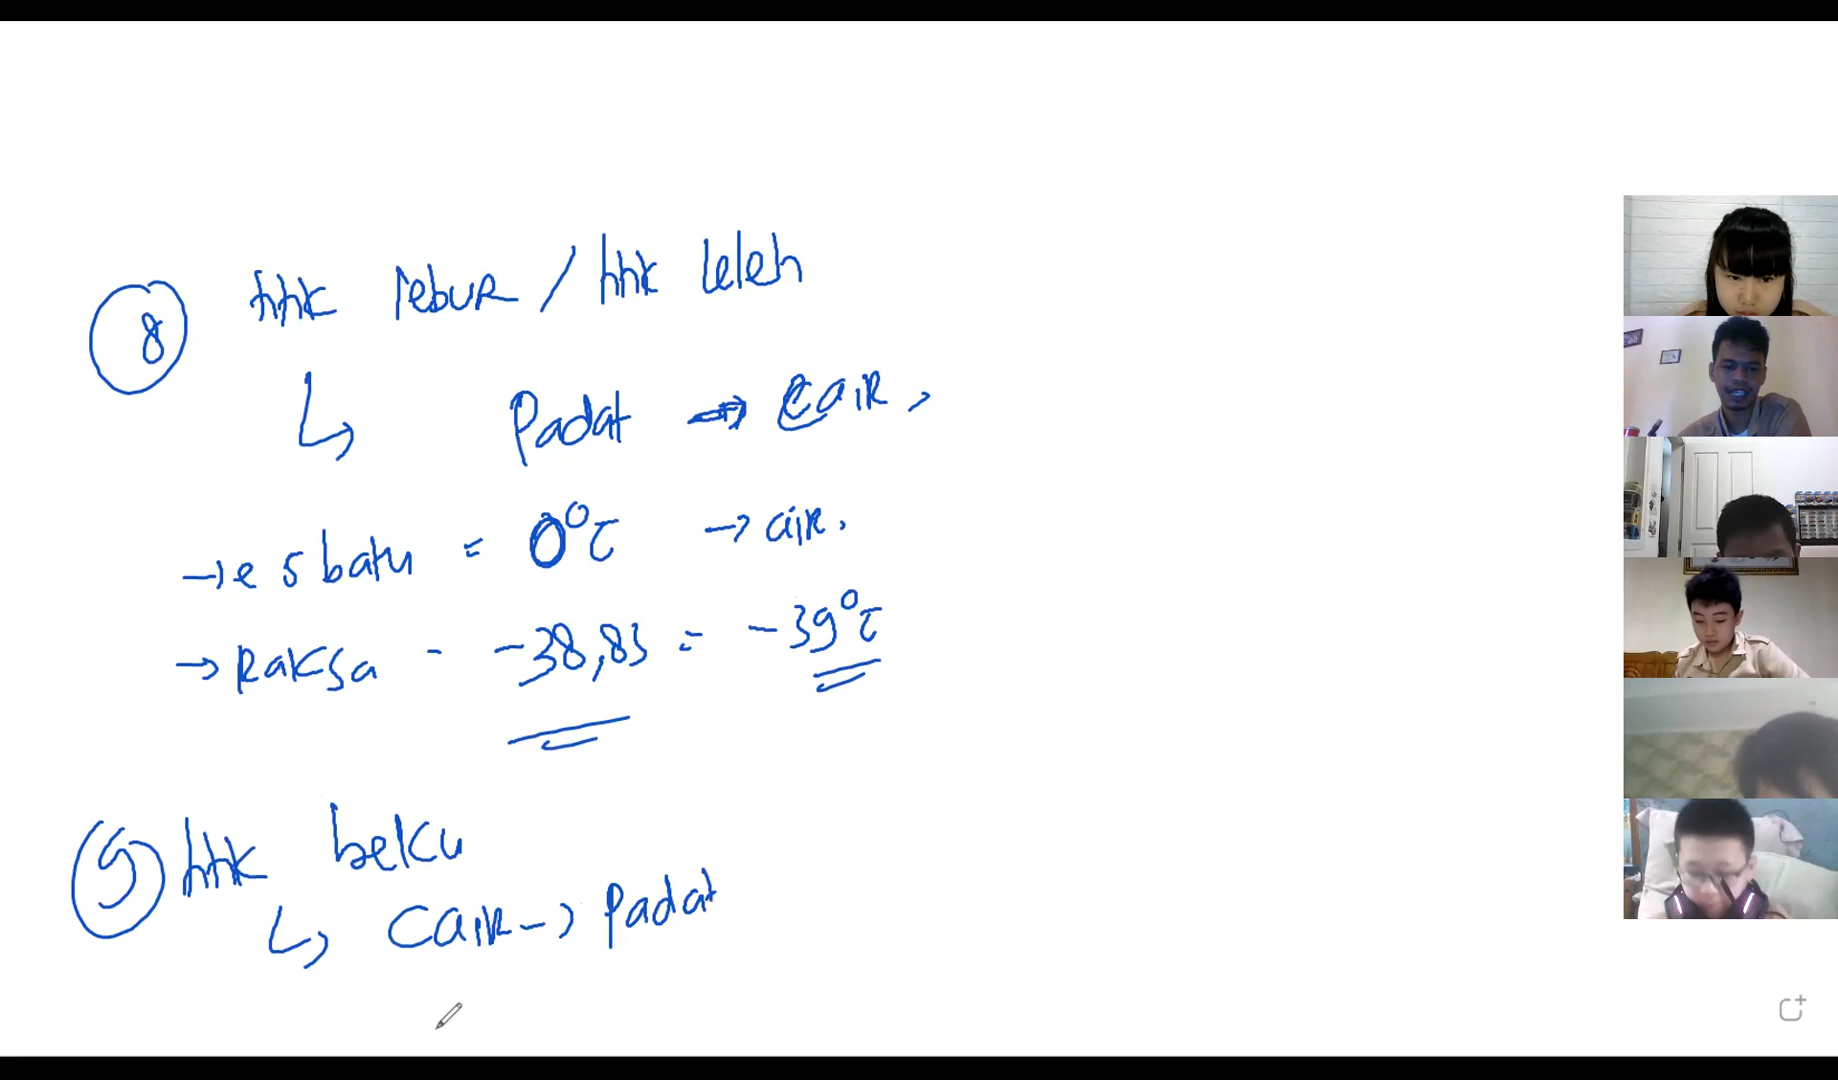 8 titik lebur / titik leleh
↳ Padat → Cair,
→ es batu = 0°C → air.
→ Raksa - -38,83 = -39°C
9 titik beku
↳ Cair → Padat